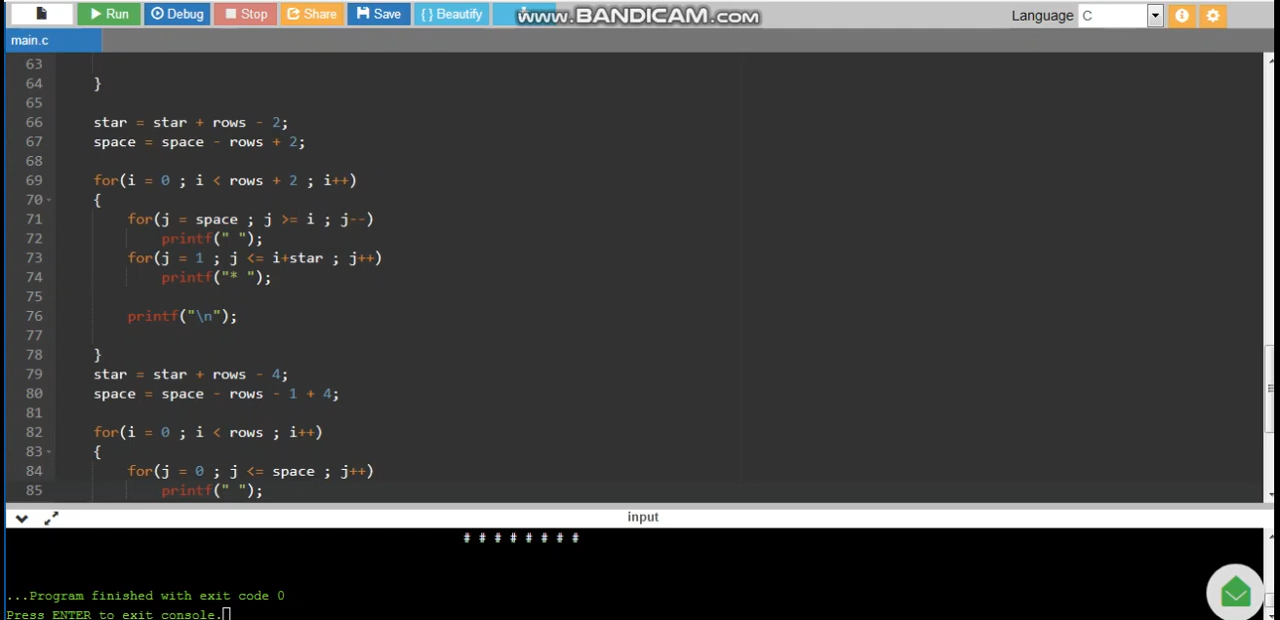 Run Debug Stop Share Save { } Beautify www.BANDICAM.com Language C
main.c
63
64 }
65
66 star = star + rows - 2;
67 space = space - rows + 2;
68
69 for(i = 0 ; i < rows + 2 ; i++)
70 {
71 for(j = space ; j >= i ; j--)
72 printf(" ");
73 for(j = 1 ; j <= i+star ; j++)
74 printf("* ");
75
76 printf("\n");
77
78 }
79 star = star + rows - 4;
80 space = space - rows - 1 + 4;
81
82 for(i = 0 ; i < rows ; i++)
83 {
84 for(j = 0 ; j <= space ; j++)
85 printf(" ");
input
# # # # # # # #
...Program finished with exit code 0
Press ENTER to exit console.